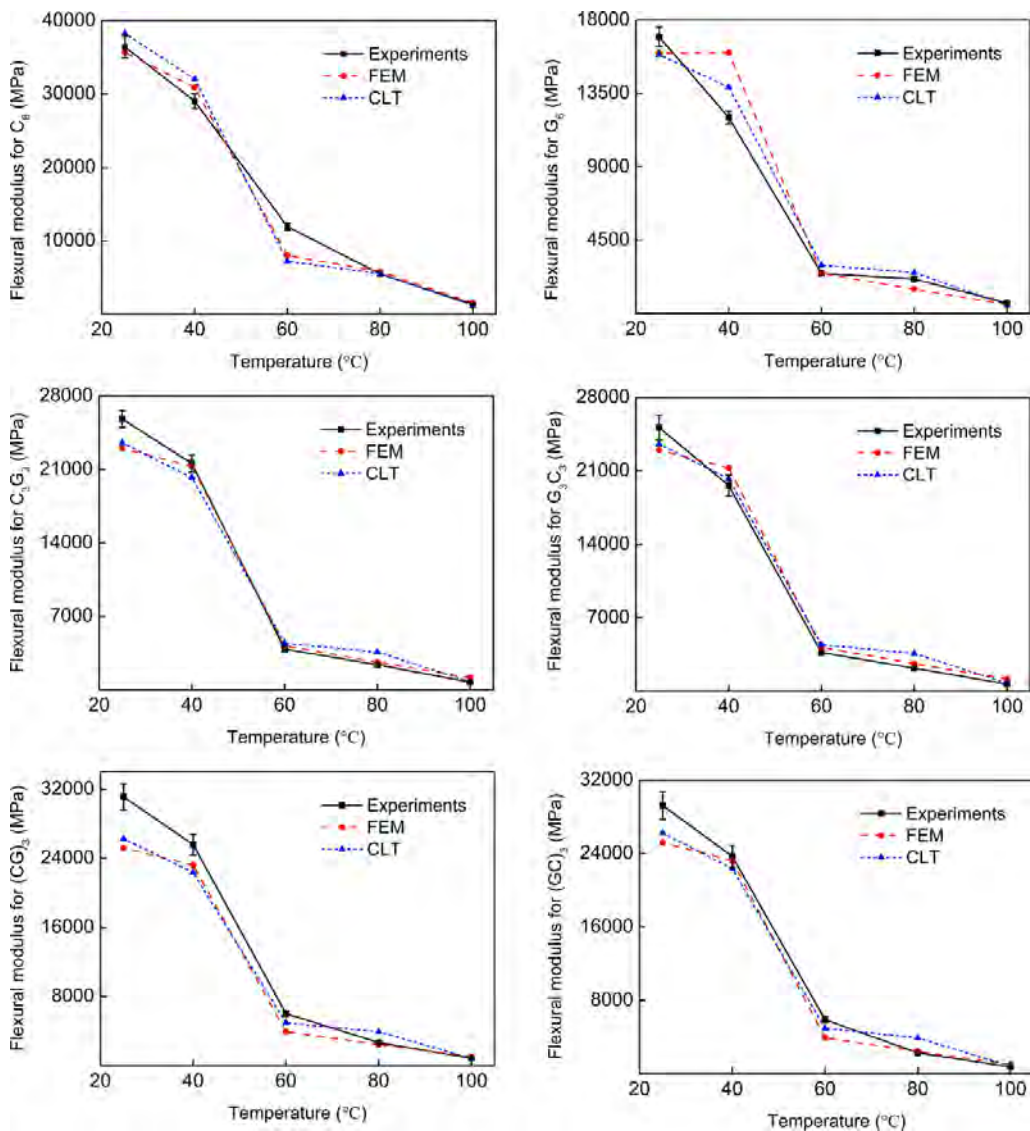 40000
30000
20000
10000
Flexural modulus for C₆ (MPa)
Experiments
FEM
CLT
20 40 60 80 100
Temperature (°C)
18000
13500
9000
4500
Flexural modulus for G₆ (MPa)
Experiments
FEM
CLT
20 40 60 80 100
Temperature (°C)
28000
21000
14000
7000
Flexural modulus for C₃G₃ (MPa)
Experiments
FEM
CLT
20 40 60 80 100
Temperature (°C)
28000
21000
14000
7000
Flexural modulus for G₃C₃ (MPa)
Experiments
FEM
CLT
20 40 60 80 100
Temperature (°C)
32000
24000
16000
8000
Flexural modulus for (CG)₃ (MPa)
Experiments
FEM
CLT
20 40 60 80 100
Temperature (°C)
32000
24000
16000
8000
Flexural modulus for (GC)₃ (MPa)
Experiments
FEM
CLT
20 40 60 80 100
Temperature (°C)